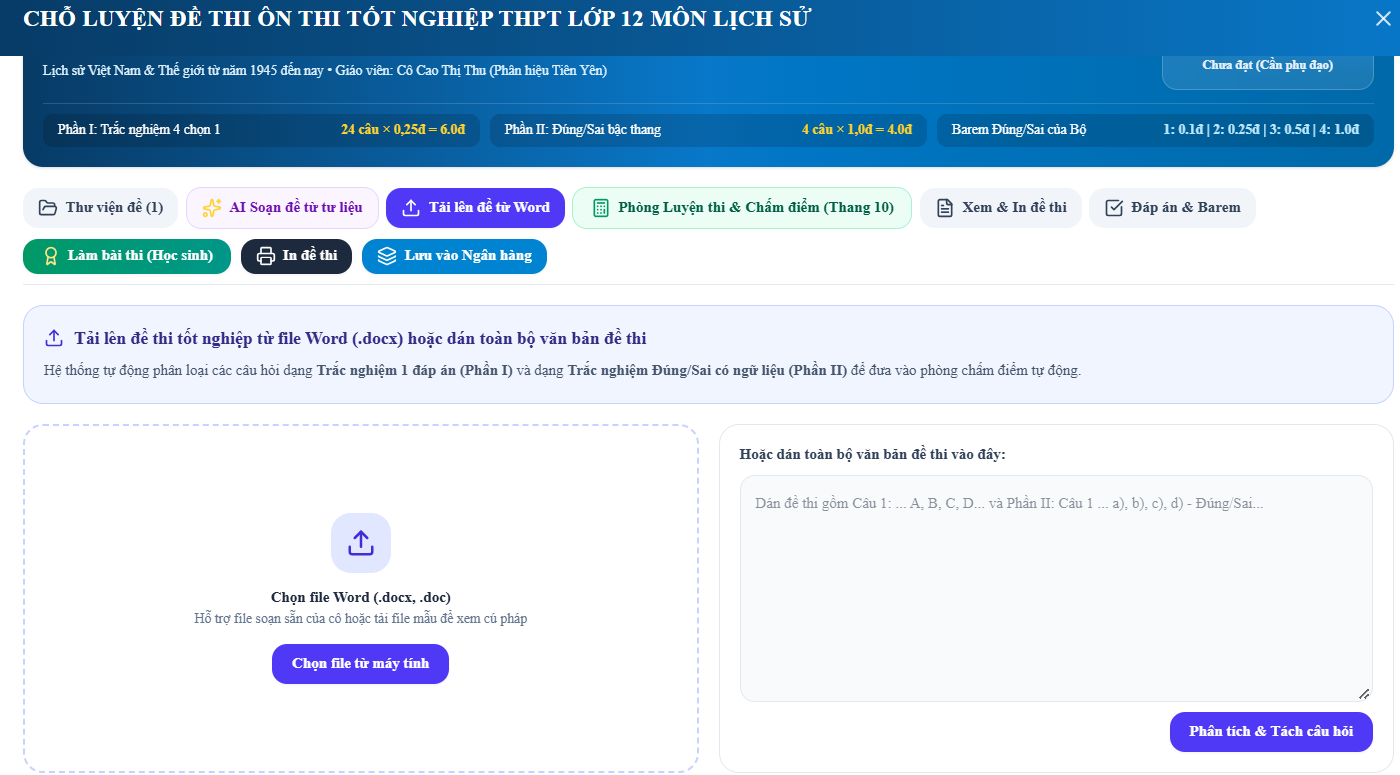 CHỖ LUYỆN ĐỀ THI ÔN THI TỐT NGHIỆP THPT LỚP 12 MÔN LỊCH SỬ
Lịch sử Việt Nam & Thế giới từ năm 1945 đến nay • Giáo viên: Cô Cao Thị Thu (Phân hiệu Tiên Yên)
Chưa đạt (Cần phụ đạo)
Phần I: Trắc nghiệm 4 chọn 1 24 câu × 0,25đ = 6.0đ
Phần II: Đúng/Sai bậc thang 4 câu × 1,0đ = 4.0đ
Barem Đúng/Sai của Bộ 1: 0.1đ | 2: 0.25đ | 3: 0.5đ | 4: 1.0đ
Thư viện đề (1)
AI Soạn đề từ tư liệu
Tải lên đề từ Word
Phòng Luyện thi & Chấm điểm (Thang 10)
Xem & In đề thi
Đáp án & Barem
Làm bài thi (Học sinh)
In đề thi
Lưu vào Ngân hàng
Tải lên đề thi tốt nghiệp từ file Word (.docx) hoặc dán toàn bộ văn bản đề thi
Hệ thống tự động phân loại các câu hỏi dạng Trắc nghiệm 1 đáp án (Phần I) và dạng Trắc nghiệm Đúng/Sai có ngữ liệu (Phần II) để đưa vào phòng chấm điểm tự động.
Chọn file Word (.docx, .doc)
Hỗ trợ file soạn sẵn của cô hoặc tải file mẫu để xem cú pháp
Chọn file từ máy tính
Hoặc dán toàn bộ văn bản đề thi vào đây:
Dán đề thi gồm Câu 1: ... A, B, C, D... và Phần II: Câu 1 ... a), b), c), d) - Đúng/Sai...
Phân tích & Tách câu hỏi